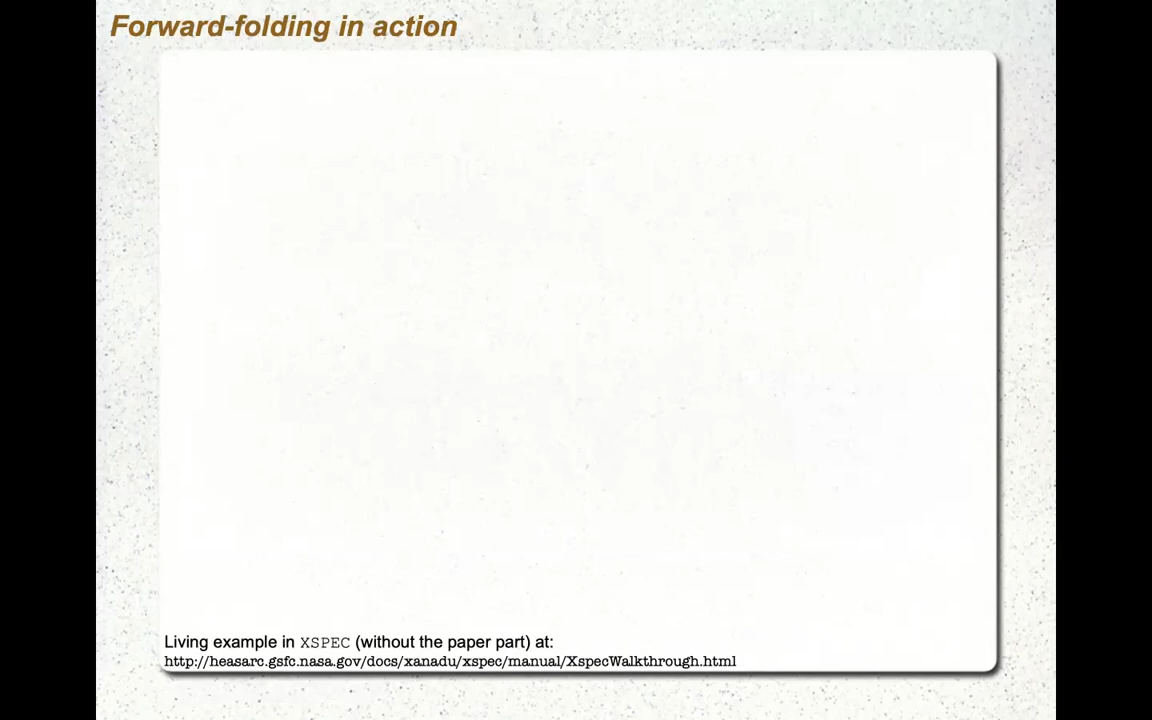 Forward-folding in action
Living example in XSPEC (without the paper part) at:
http://heasarc.gsfc.nasa.gov/docs/xanadu/xspec/manual/XspecWalkthrough.html